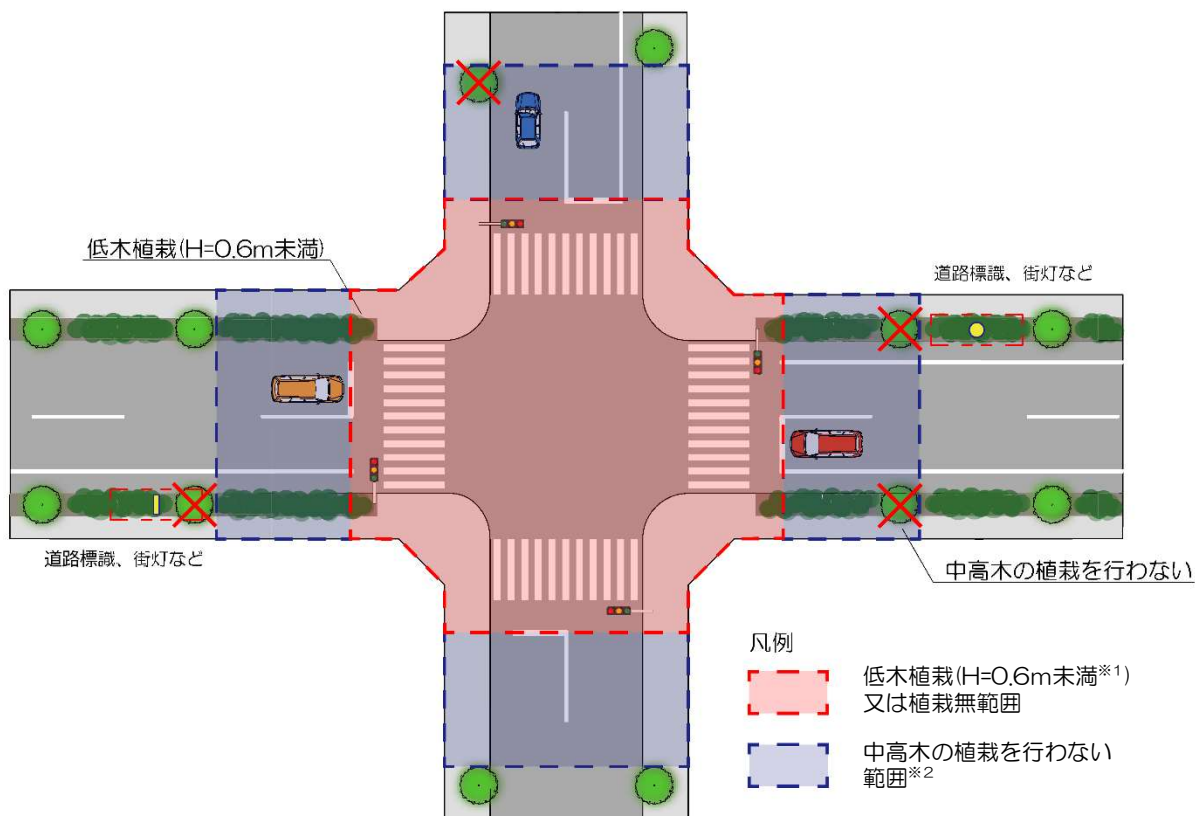 低木植栽(H=0.6m未満)
道路標識、街灯など
道路標識、街灯など
中高木の植栽を行わない
凡例
低木植栽(H=0.6m未満※1)
又は植栽無範囲
中高木の植栽を行わない
範囲※2